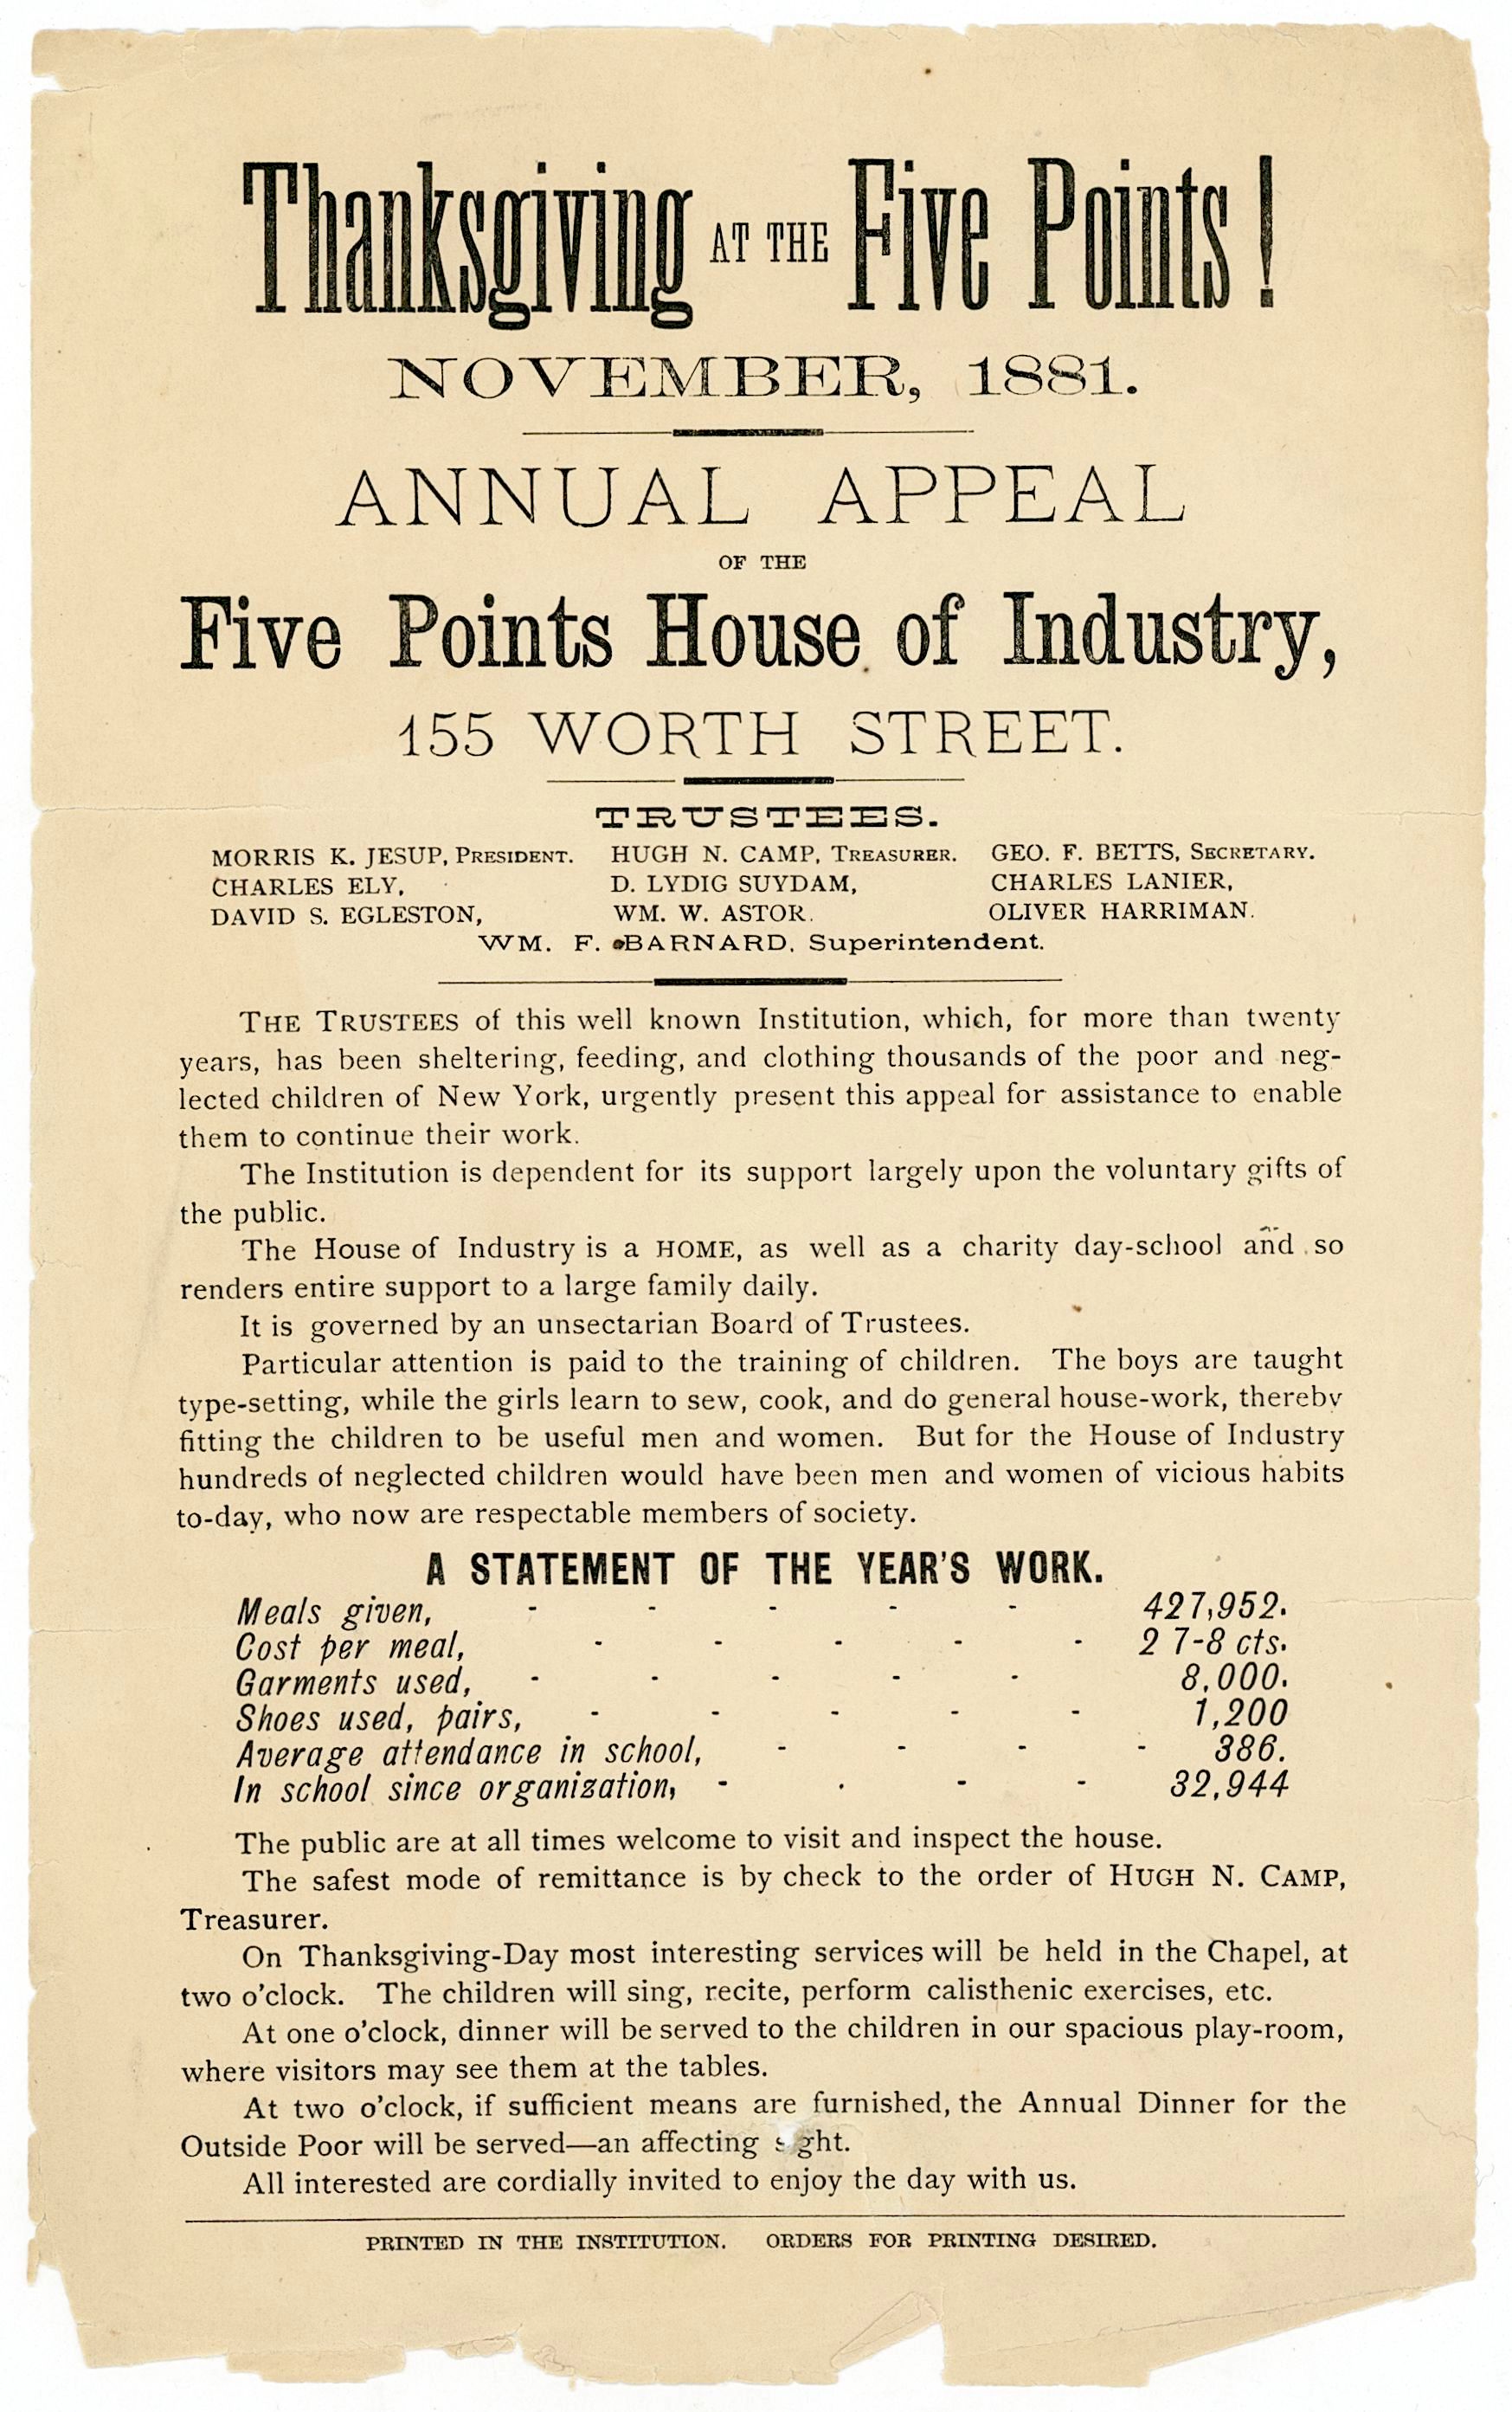 Thanksgiving AT THE Five Points!
NOVEMBER, 1881.
ANNUAL APPEAL
OF THE
Five Points House of Industry,
155 WORTH STREET.
TRUSTEES.
MORRIS K. JESUP, PRESIDENT. HUGH N. CAMP, TREASURER. GEO. F. BETTS, SECRETARY.
CHARLES ELY, D. LYDIG SUYDAM, CHARLES LANIER,
DAVID S. EGLESTON, WM. W. ASTOR. OLIVER HARRIMAN.
WM. F. BARNARD. Superintendent.
THE TRUSTEES of this well known Institution, which, for more than twenty
years, has been sheltering, feeding, and clothing thousands of the poor and neg-
lected children of New York, urgently present this appeal for assistance to enable
them to continue their work.
The Institution is dependent for its support largely upon the voluntary gifts of
the public.
The House of Industry is a HOME, as well as a charity day-school and so
renders entire support to a large family daily.
It is governed by an unsectarian Board of Trustees.
Particular attention is paid to the training of children. The boys are taught
type-setting, while the girls learn to sew, cook, and do general house-work, thereby
fitting the children to be useful men and women. But for the House of Industry
hundreds of neglected children would have been men and women of vicious habits
to-day, who now are respectable members of society.
A STATEMENT OF THE YEAR'S WORK.
Meals given, - - - - - 427,952.
Cost per meal, - - - - - 2 7-8 cts.
Garments used, - - - - - 8,000.
Shoes used, pairs, - - - - - 1,200
Average attendance in school, - - - - 386.
In school since organization, - . - - 32,944
The public are at all times welcome to visit and inspect the house.
The safest mode of remittance is by check to the order of HUGH N. CAMP,
Treasurer.
On Thanksgiving-Day most interesting services will be held in the Chapel, at
two o'clock. The children will sing, recite, perform calisthenic exercises, etc.
At one o'clock, dinner will be served to the children in our spacious play-room,
where visitors may see them at the tables.
At two o'clock, if sufficient means are furnished, the Annual Dinner for the
Outside Poor will be served—an affecting sight.
All interested are cordially invited to enjoy the day with us.
PRINTED IN THE INSTITUTION. ORDERS FOR PRINTING DESIRED.